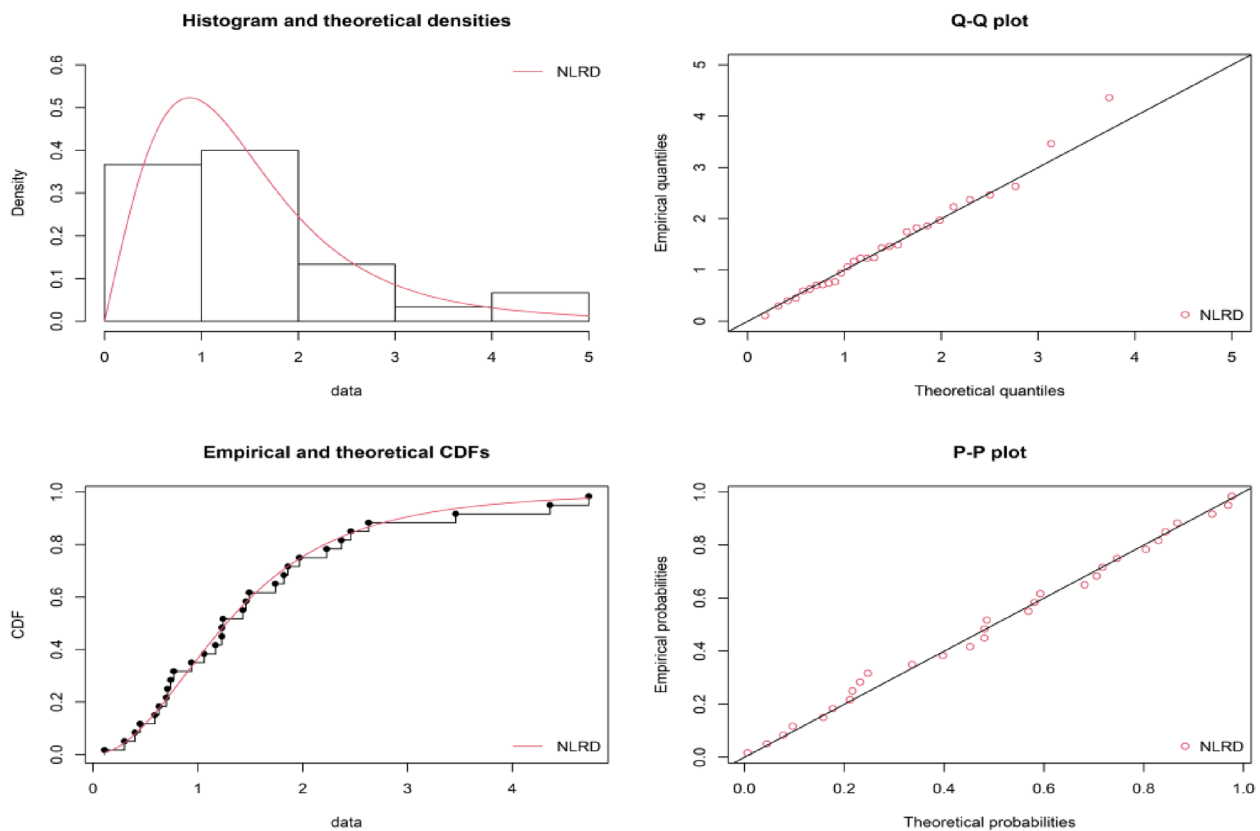 Histogram and theoretical densities
NLRD
Density
0.0 0.1 0.2 0.3 0.4 0.5 0.6
0 1 2 3 4 5
data
Q-Q plot
Empirical quantiles
0 1 2 3 4 5
NLRD
0 1 2 3 4 5
Theoretical quantiles
Empirical and theoretical CDFs
CDF
0.0 0.2 0.4 0.6 0.8 1.0
NLRD
0 1 2 3 4
data
P-P plot
Empirical probabilities
0.0 0.2 0.4 0.6 0.8 1.0
NLRD
0.0 0.2 0.4 0.6 0.8 1.0
Theoretical probabilities